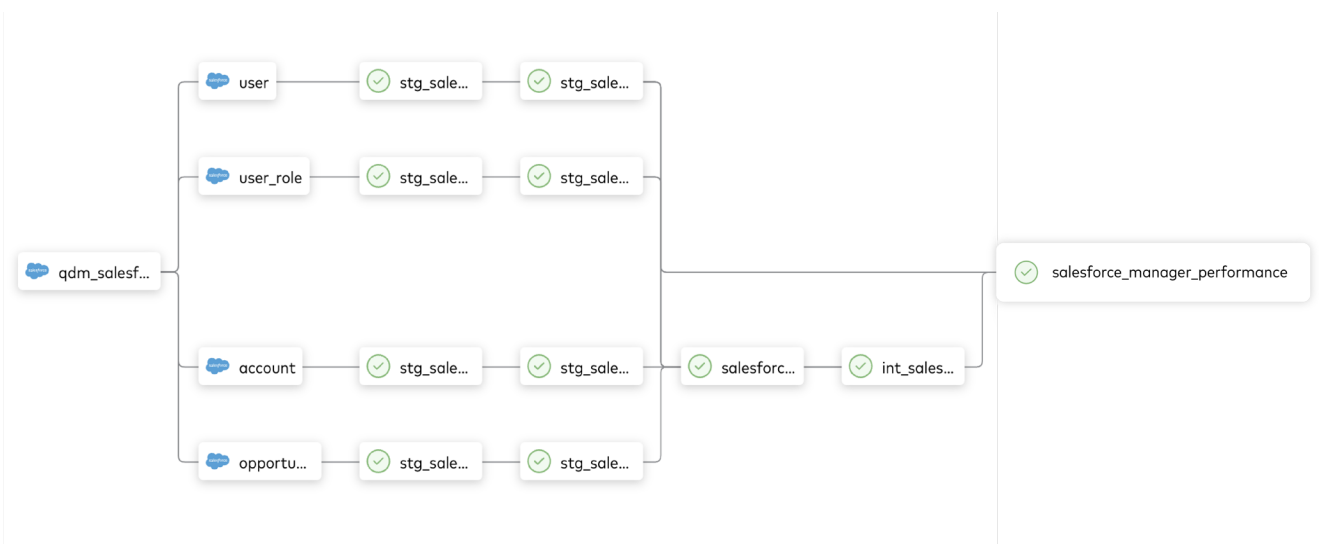 user
stg_sale...
stg_sale...
user_role
stg_sale...
stg_sale...
qdm_salesf...
salesforce_manager_performance
account
stg_sale...
stg_sale...
salesforc...
int_sales...
opportu...
stg_sale...
stg_sale...